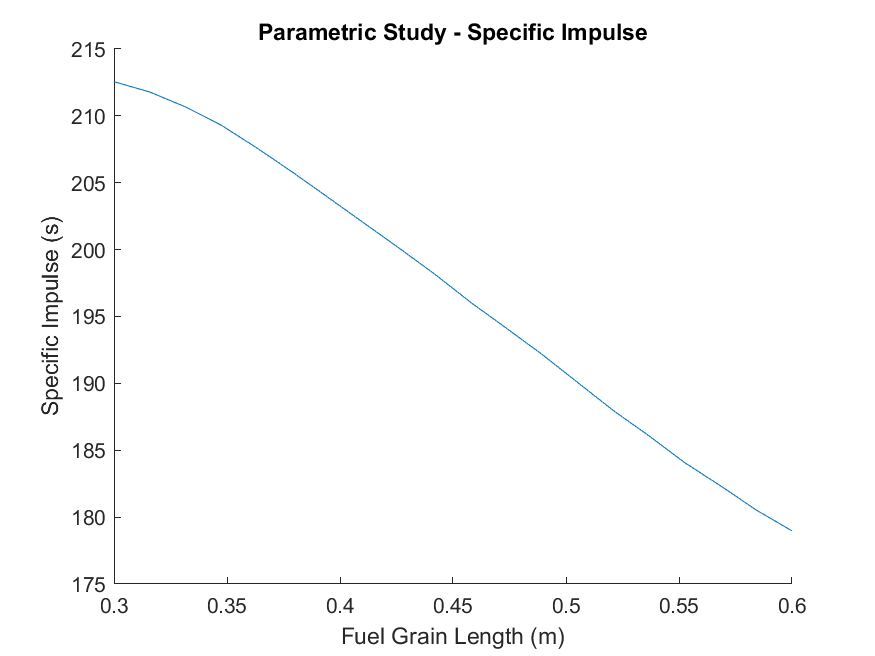 Parametric Study - Specific Impulse
215
210
205
200
195
190
185
180
175
Specific Impulse (s)
0.3 0.35 0.4 0.45 0.5 0.55 0.6
Fuel Grain Length (m)